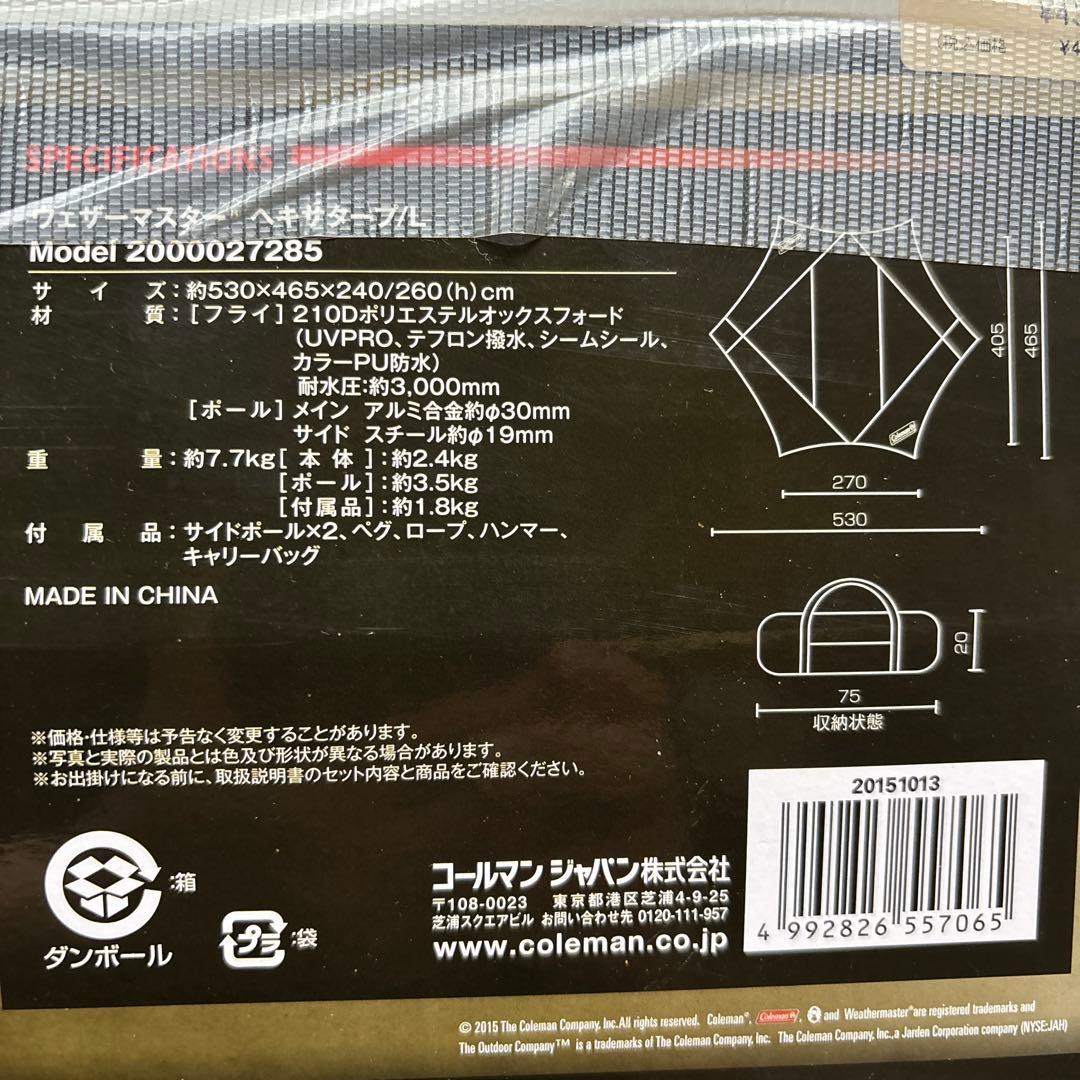 (税込価格
SPECIFICATIONS
ウェザーマスター® ヘキサタープ/L
Model 2000027285
サイズ：約530×465×240/260(h)cm
材質：[フライ] 210Dポリエステルオックスフォード
(UVPRO、テフロン撥水、シームシール、
カラーPU防水)
耐水圧:約3,000mm
[ポール] メイン アルミ合金約φ30mm
サイド スチール約φ19mm
重量：約7.7kg[本体]：約2.4kg
[ポール]：約3.5kg
[付属品]：約1.8kg
付属品：サイドポール×2、ペグ、ロープ、ハンマー、
キャリーバッグ
MADE IN CHINA
Coleman
405
465
270
530
20
75
収納状態
※価格・仕様等は予告なく変更することがあります。
※写真と実際の製品とは色及び形状が異なる場合があります。
※お出掛けになる前に、取扱説明書のセット内容と商品をご確認ください。
:箱
ダンボール
プラ
:袋
コールマン ジャパン株式会社
〒108-0023 東京都港区芝浦4-9-25
芝浦スクエアビル お問い合わせ先 0120-111-957
www.coleman.co.jp
20151013
4 992826 557065
© 2015 The Coleman Company, Inc. All rights reserved. Coleman®, Coleman, and Weathermaster® are registered trademarks and
The Outdoor Company™ is a trademarks of The Coleman Company, Inc. The Coleman Company, Inc., a Jarden Corporation company (NYSE:JAH)